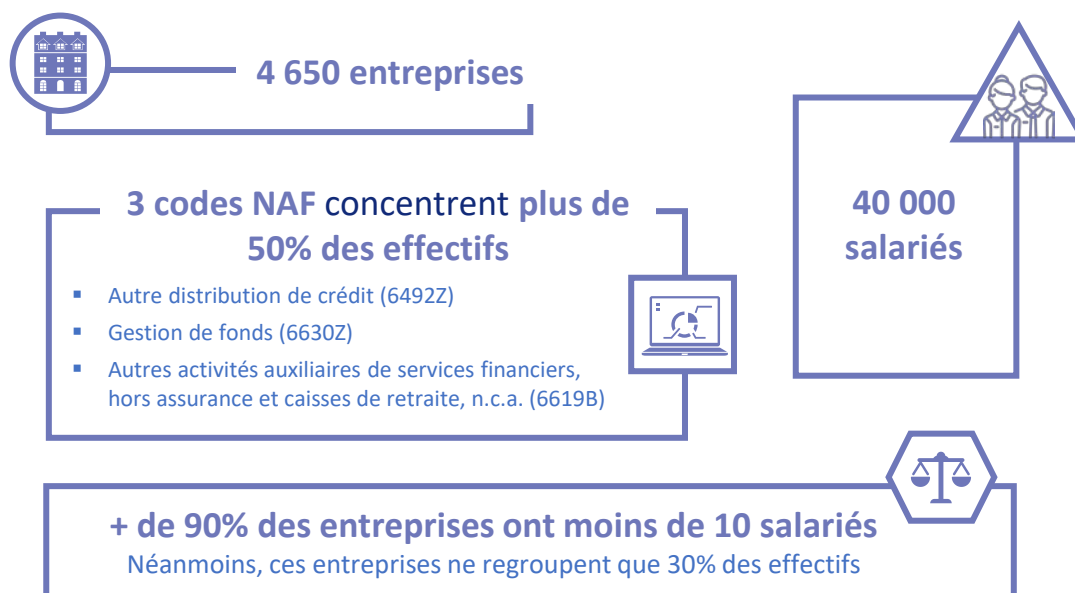 4 650 entreprises
3 codes NAF concentrent plus de
50% des effectifs
▪ Autre distribution de crédit (6492Z)
▪ Gestion de fonds (6630Z)
▪ Autres activités auxiliaires de services financiers,
hors assurance et caisses de retraite, n.c.a. (6619B)
40 000
salariés
+ de 90% des entreprises ont moins de 10 salariés
Néanmoins, ces entreprises ne regroupent que 30% des effectifs